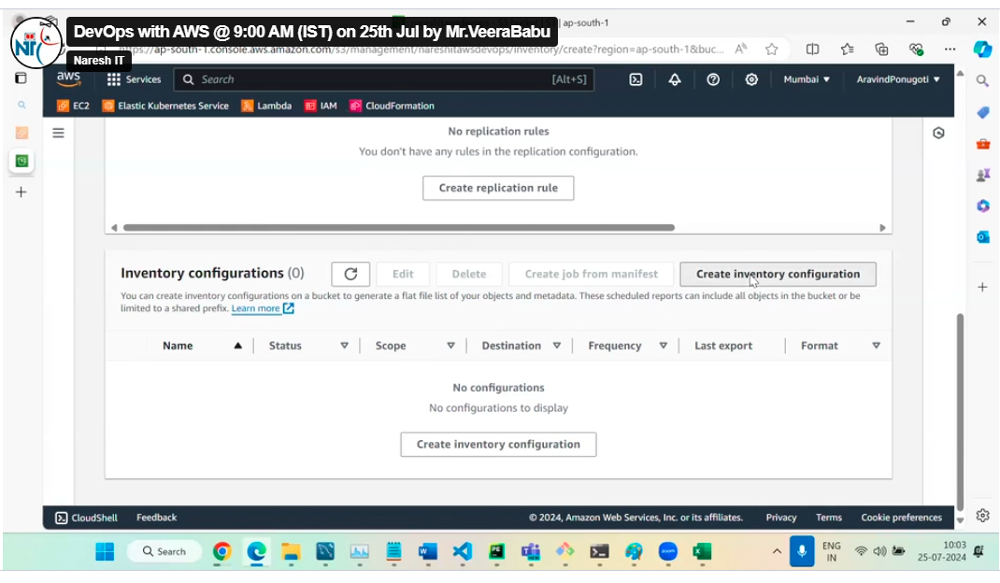 | ap-south-1
DevOps with AWS @ 9:00 AM (IST) on 25th Jul by Mr.VeeraBabu
NTC
Naresh IT
https://ap-south-1.console.aws.amazon.com/s3/management/nareshitawsdevops/inventory/create?region=ap-south-1&buc...
aws Services Search [Alt+S] Mumbai ▼ AravindPonugoti ▼
EC2 Elastic Kubernetes Service Lambda IAM CloudFormation
No replication rules
You don't have any rules in the replication configuration.
Create replication rule
Inventory configurations (0) Edit Delete Create job from manifest Create inventory configuration
You can create inventory configurations on a bucket to generate a flat file list of your objects and metadata. These scheduled reports can include all objects in the bucket or be
limited to a shared prefix. Learn more
Name Status Scope Destination Frequency Last export Format
No configurations
No configurations to display
Create inventory configuration
CloudShell Feedback © 2024, Amazon Web Services, Inc. or its affiliates. Privacy Terms Cookie preferences
Search ENG 10:03
IN 25-07-2024